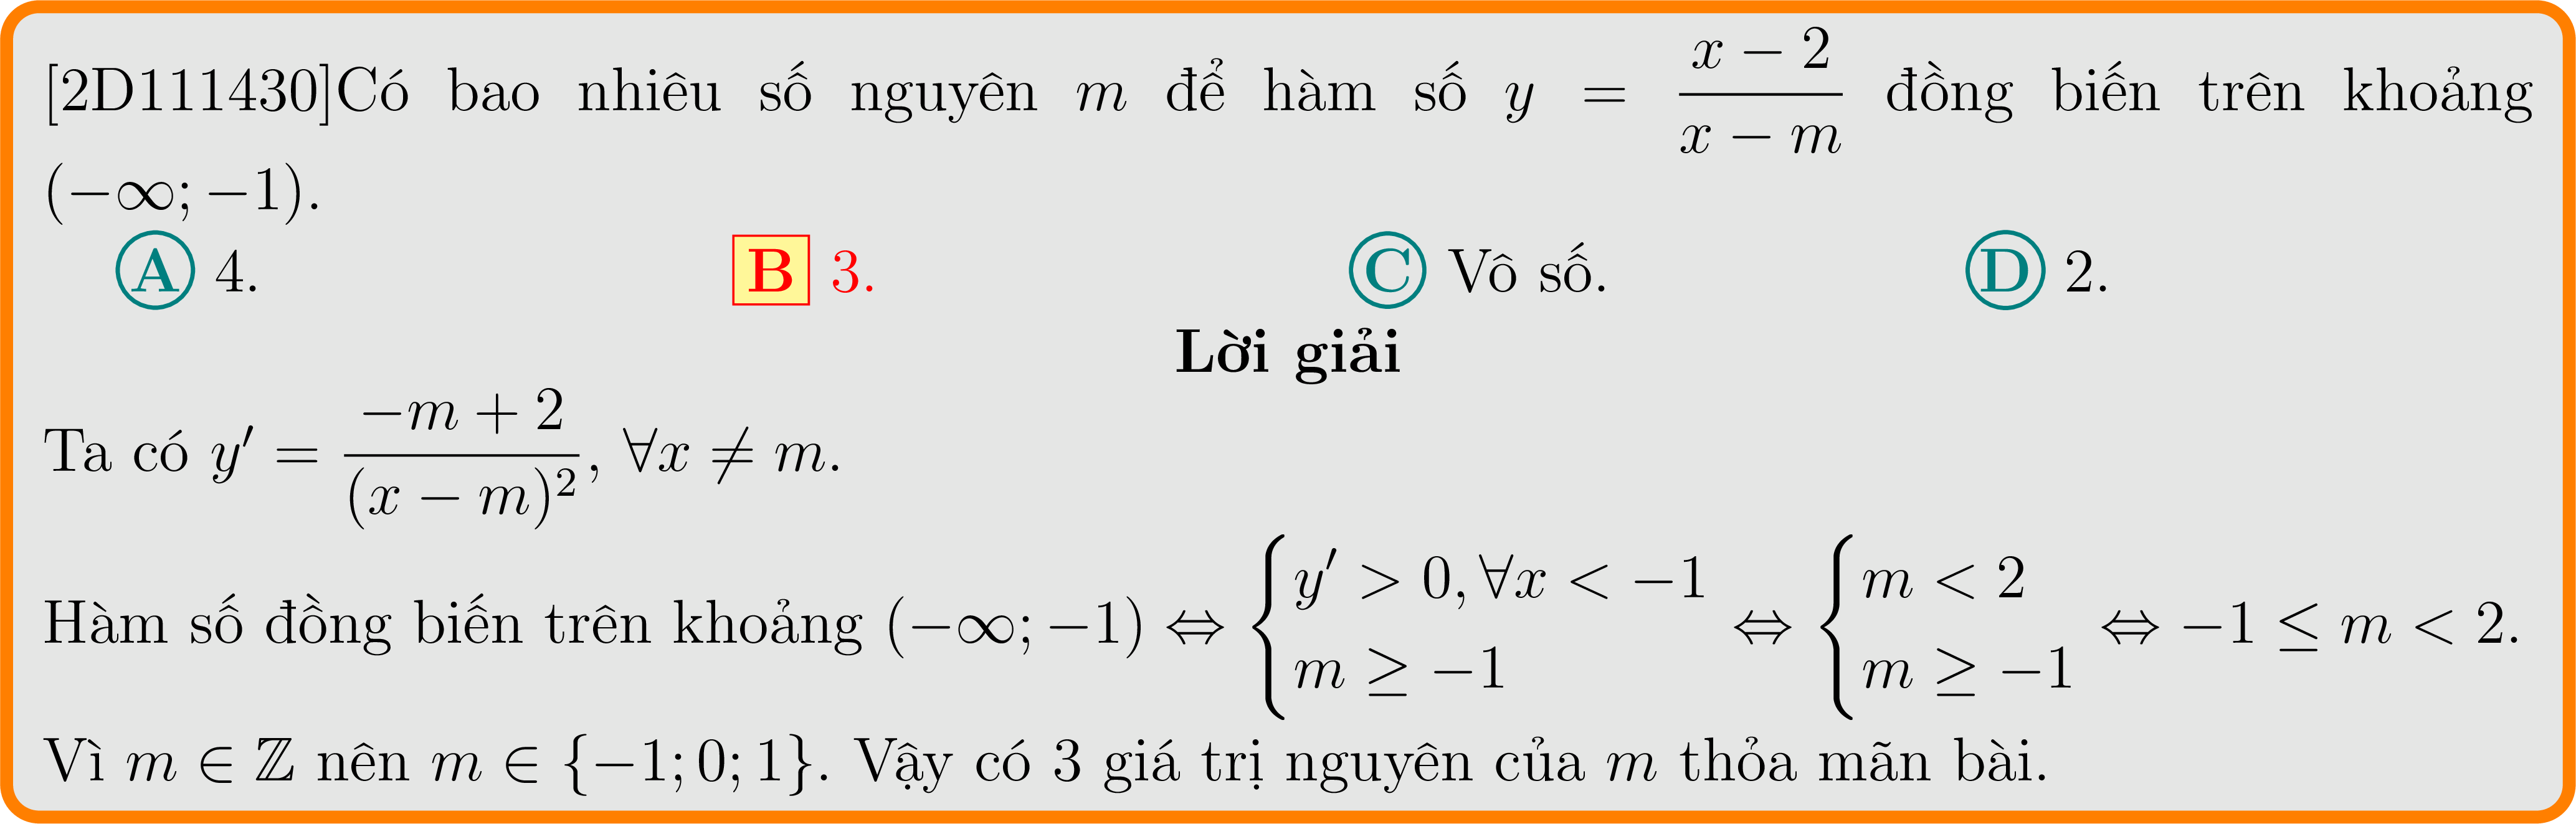 [2D111430]Có bao nhiêu số nguyên $m$ để hàm số $y = \dfrac{x-2}{x-m}$ đồng biến trên khoảng
$(-\infty; -1)$.
A 4. B 3. C Vô số. D 2.
Lời giải
Ta có $y' = \dfrac{-m+2}{(x-m)^2}$, $\forall x \neq m$.
Hàm số đồng biến trên khoảng $(-\infty; -1) \Leftrightarrow \begin{cases} y' > 0, \forall x < -1 \\ m \geq -1 \end{cases} \Leftrightarrow \begin{cases} m < 2 \\ m \geq -1 \end{cases} \Leftrightarrow -1 \leq m < 2$.
Vì $m \in \mathbb{Z}$ nên $m \in \{-1; 0; 1\}$. Vậy có 3 giá trị nguyên của $m$ thỏa mãn bài.